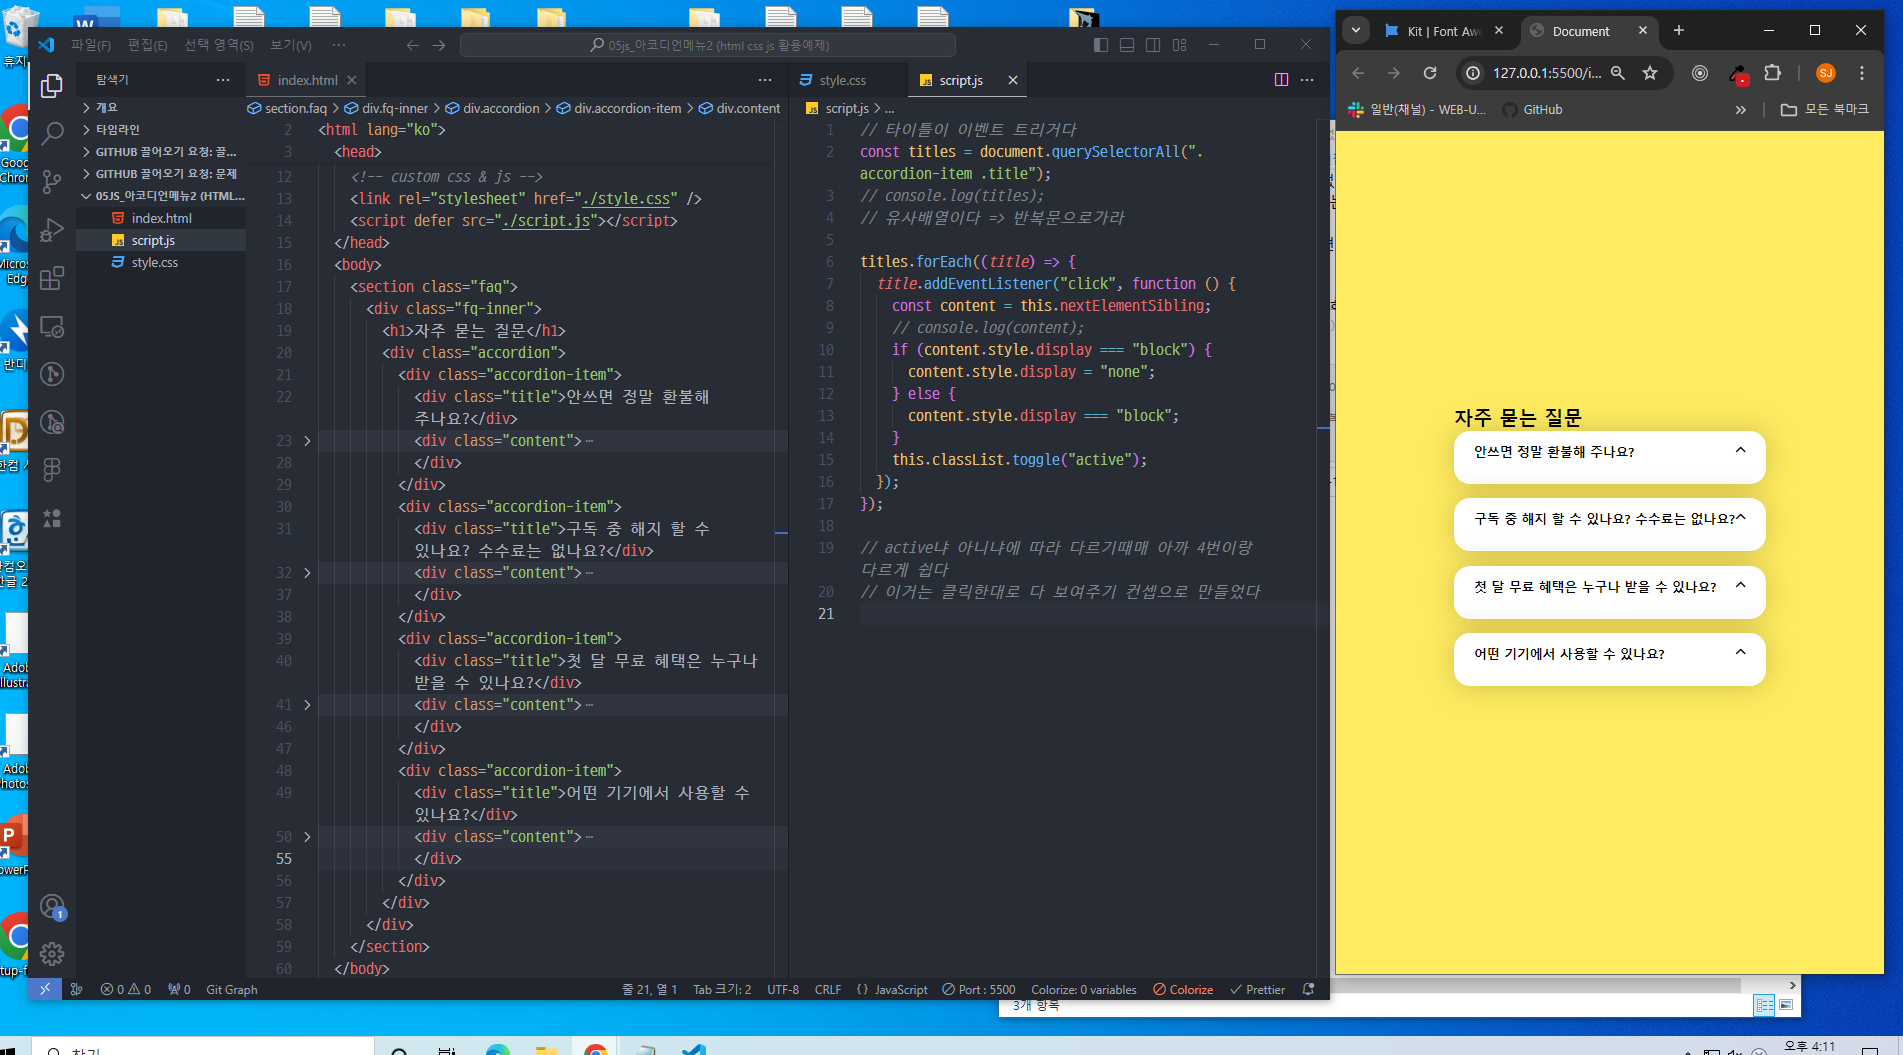 파일(F) 편집(E) 선택 영역(S) 보기(V) ···
05js_아코디언메뉴2 (html css js 활용예제)
탐색기 ···
개요
타임라인
GITHUB 끌어오기 요청: 끌...
GITHUB 끌어오기 요청: 문제
05JS_아코디언메뉴2 (HTML...
index.html
script.js
style.css
index.html
section.faq > div.fq-inner > div.accordion > div.accordion-item > div.content
2 <html lang="ko">
3 <head>
12 <!-- custom css & js -->
13 <link rel="stylesheet" href="./style.css" />
14 <script defer src="./script.js"></script>
15 </head>
16 <body>
17 <section class="faq">
18 <div class="fq-inner">
19 <h1>자주 묻는 질문</h1>
20 <div class="accordion">
21 <div class="accordion-item">
22 <div class="title">안쓰면 정말 환불해
주나요?</div>
23 <div class="content">
28 </div>
29 </div>
30 <div class="accordion-item">
31 <div class="title">구독 중 해지 할 수
있나요? 수수료는 없나요?</div>
32 <div class="content">
37 </div>
38 </div>
39 <div class="accordion-item">
40 <div class="title">첫 달 무료 혜택은 누구나
받을 수 있나요?</div>
41 <div class="content">
46 </div>
47 </div>
48 <div class="accordion-item">
49 <div class="title">어떤 기기에서 사용할 수
있나요?</div>
50 <div class="content">
55 </div>
56 </div>
57 </div>
58 </div>
59 </section>
60 </body>
style.css script.js
script.js > ...
1 // 타이틀이 이벤트 트리거다
2 const titles = document.querySelectorAll(".
accordion-item .title");
3 // console.log(titles);
4 // 유사배열이다 => 반복문으로가라
5
6 titles.forEach((title) => {
7 title.addEventListener("click", function () {
8 const content = this.nextElementSibling;
9 // console.log(content);
10 if (content.style.display === "block") {
11 content.style.display = "none";
12 } else {
13 content.style.display === "block";
14 }
15 this.classList.toggle("active");
16 });
17 });
18
19 // active냐 아니냐에 따라 다르기때매 아까 4번이랑
다르게 쉽다
20 // 이거는 클릭한대로 다 보여주기 컨셉으로 만들었다
21
0 0 0 Git Graph 줄 21, 열 1 Tab 크기: 2 UTF-8 CRLF {} JavaScript Port : 5500 Colorize: 0 variables Colorize Prettier
Kit | Font Aw Document
127.0.0.1:5500/i... SJ
일반(채널) - WEB-U... GitHub 모든 북마크
자주 묻는 질문
안쓰면 정말 환불해 주나요?
구독 중 해지 할 수 있나요? 수수료는 없나요?
첫 달 무료 혜택은 누구나 받을 수 있나요?
어떤 기기에서 사용할 수 있나요?
3개 항목
오후 4:11